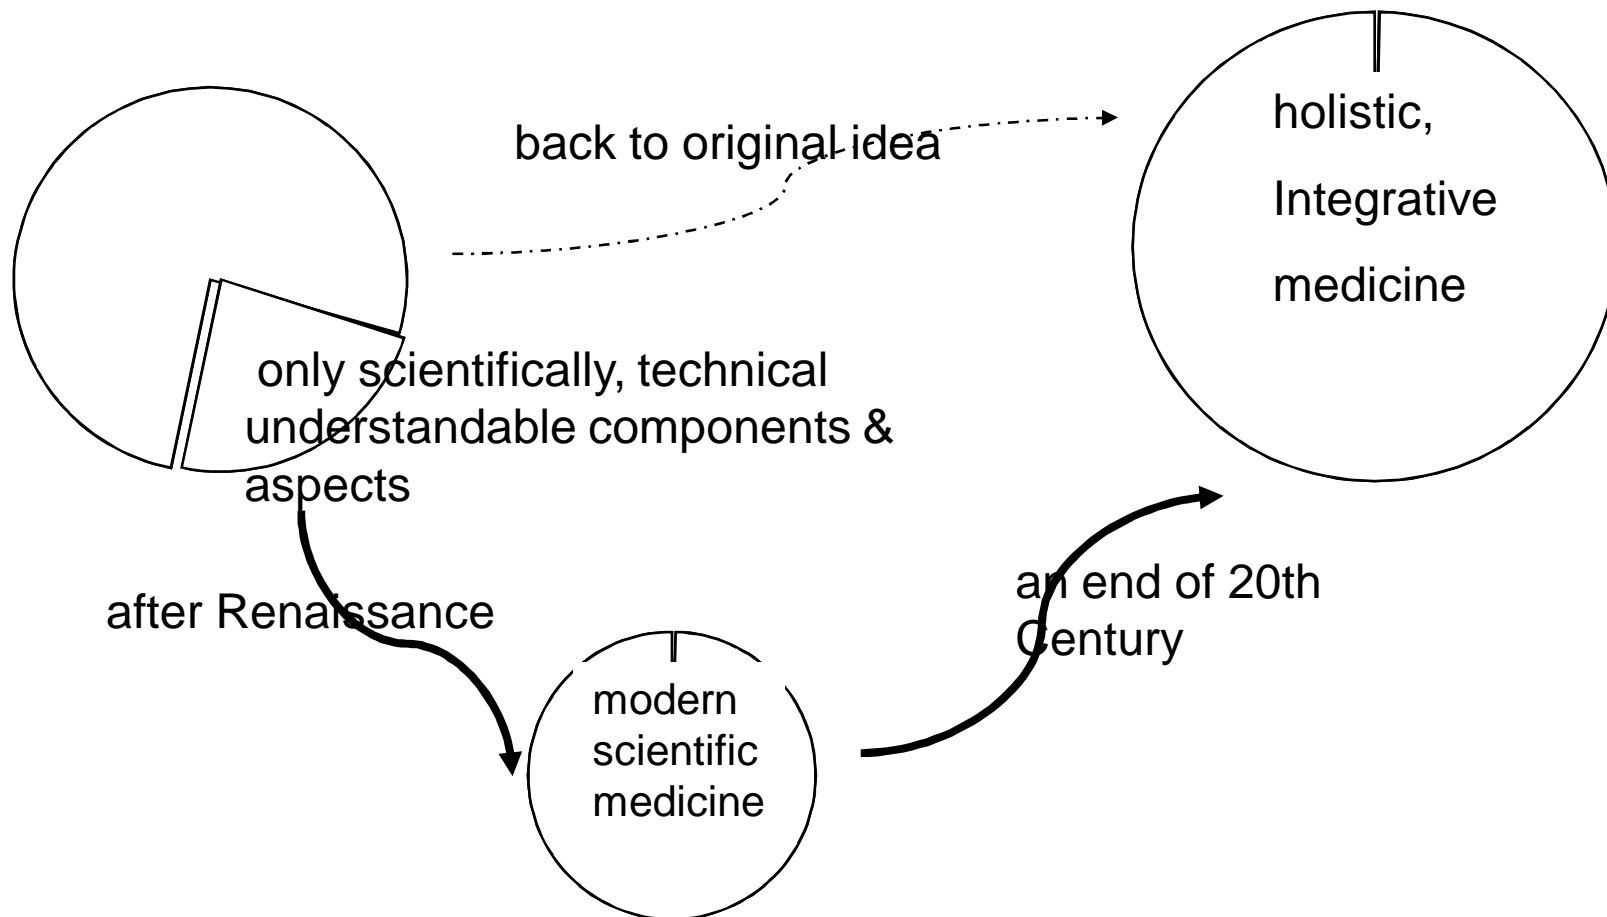 back to original idea
holistic,
Integrative
medicine
only scientifically, technical
understandable components &
aspects
after Renaissance
an end of 20th
Century
modern
scientific
medicine